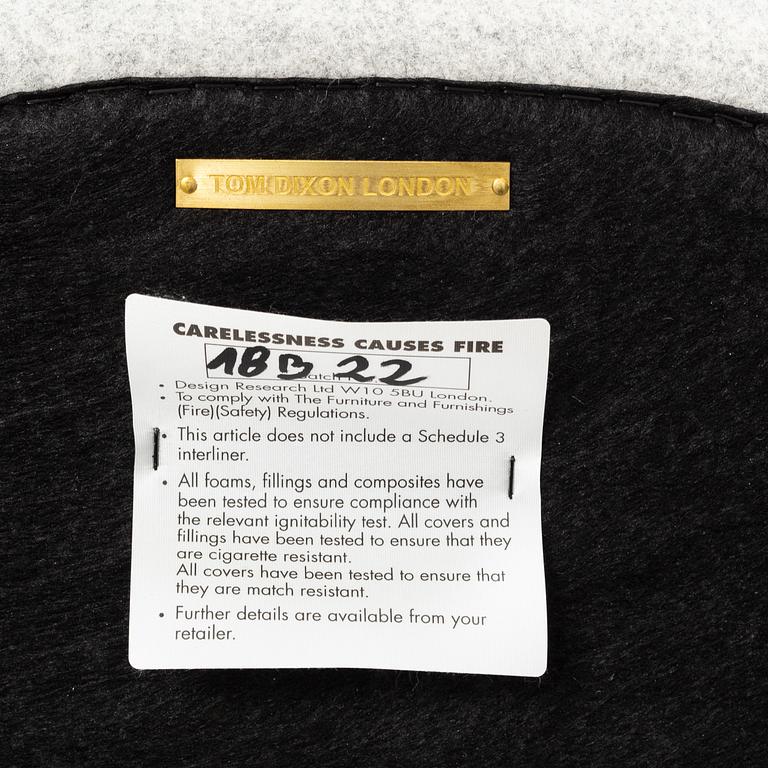 TOM DIXON LONDON
CARELESSNESS CAUSES FIRE
18B 22
• Design Research Ltd W10 5BU London.
• To comply with The Furniture and Furnishings
(Fire)(Safety) Regulations.
• This article does not include a Schedule 3
interliner.
• All foams, fillings and composites have
been tested to ensure compliance with
the relevant ignitability test. All covers and
fillings have been tested to ensure that they
are cigarette resistant.
All covers have been tested to ensure that
they are match resistant.
• Further details are available from your
retailer.